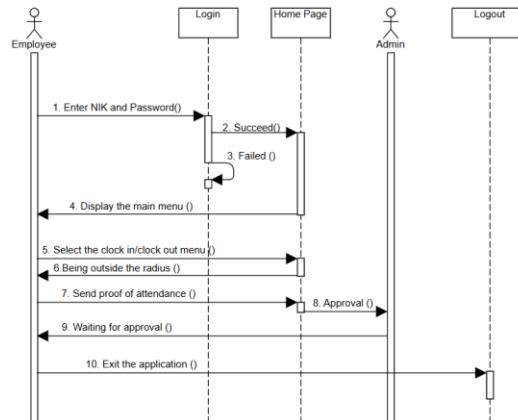 Login
Home Page
Logout
Employee
Admin
1. Enter NIK and Password()
2. Succeed()
3. Failed ()
4. Display the main menu ()
5. Select the clock in/clock out menu ()
6.Being outside the radius ()
7. Send proof of attendance ()
8. Approval ()
9. Waiting for approval ()
10. Exit the application ()